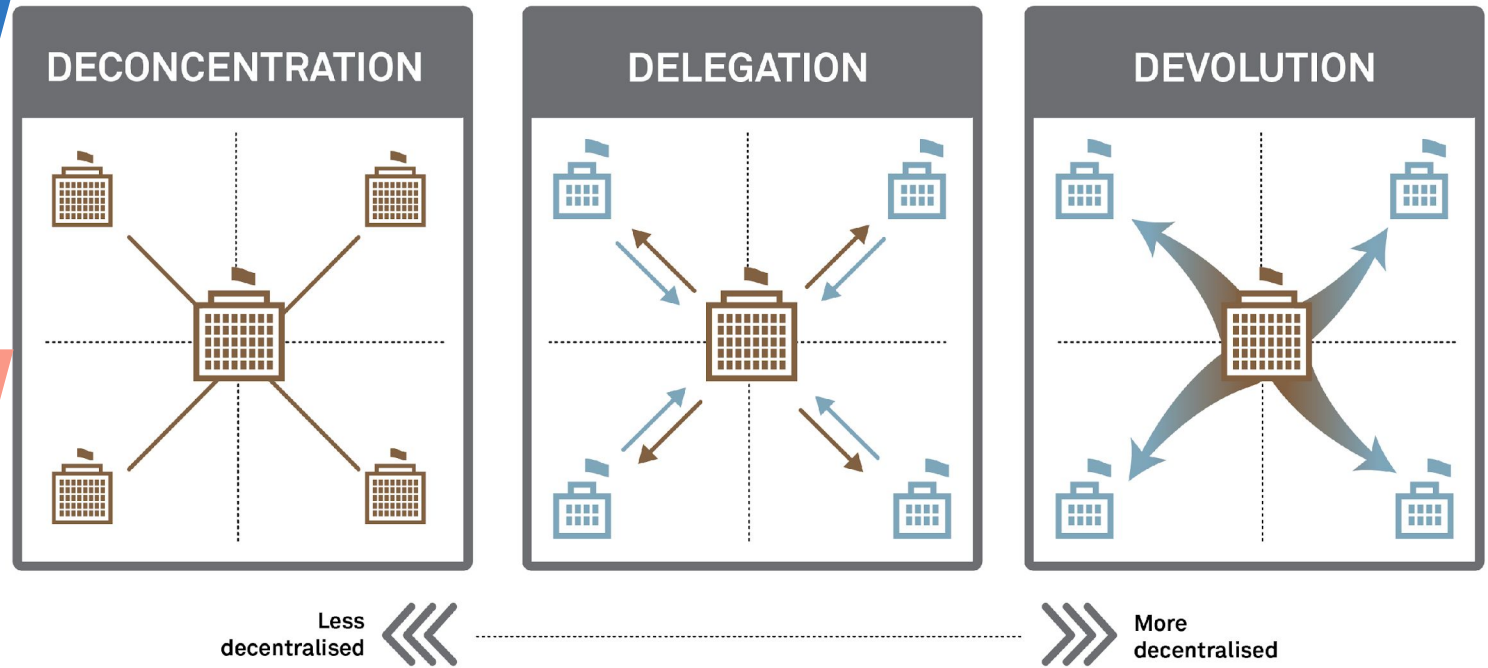 DECONCENTRATION
DELEGATION
DEVOLUTION
Less
decentralised
More
decentralised